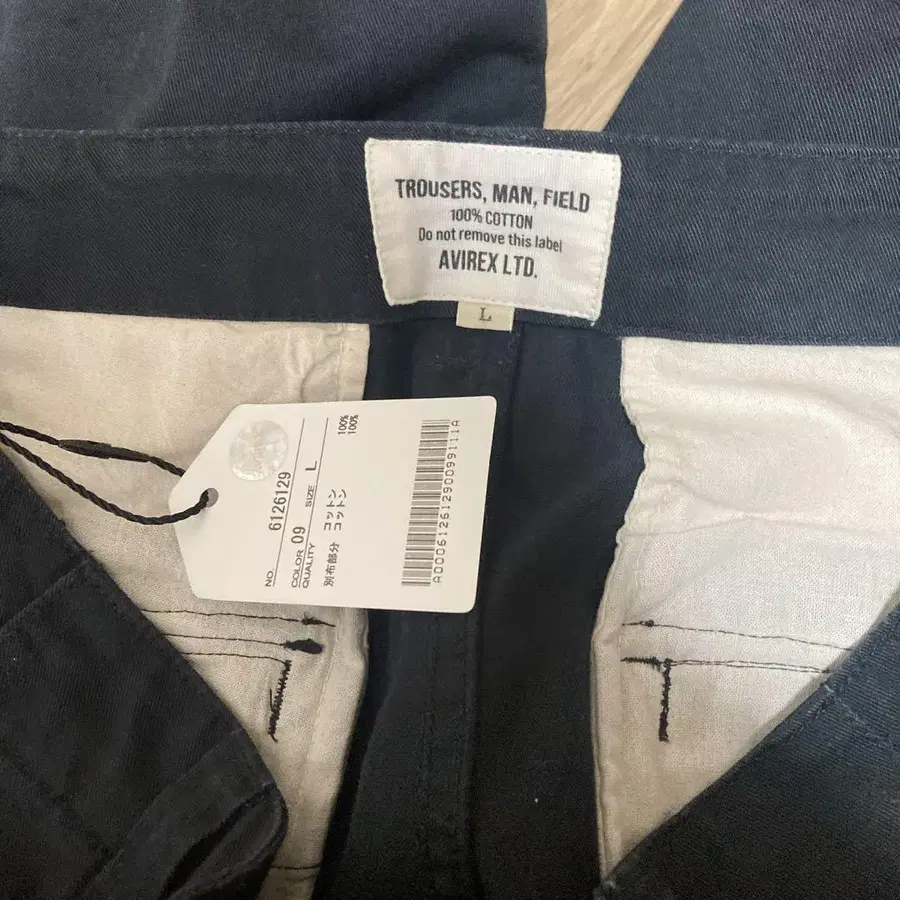 TROUSERS, MAN, FIELD
100% COTTON
Do not remove this label
AVIREX LTD.
L
NO. 6126129
COLOR 09 SIZE L
QUALITY
コットン 100%
別布部分 コットン 100%
A00061261290099111A